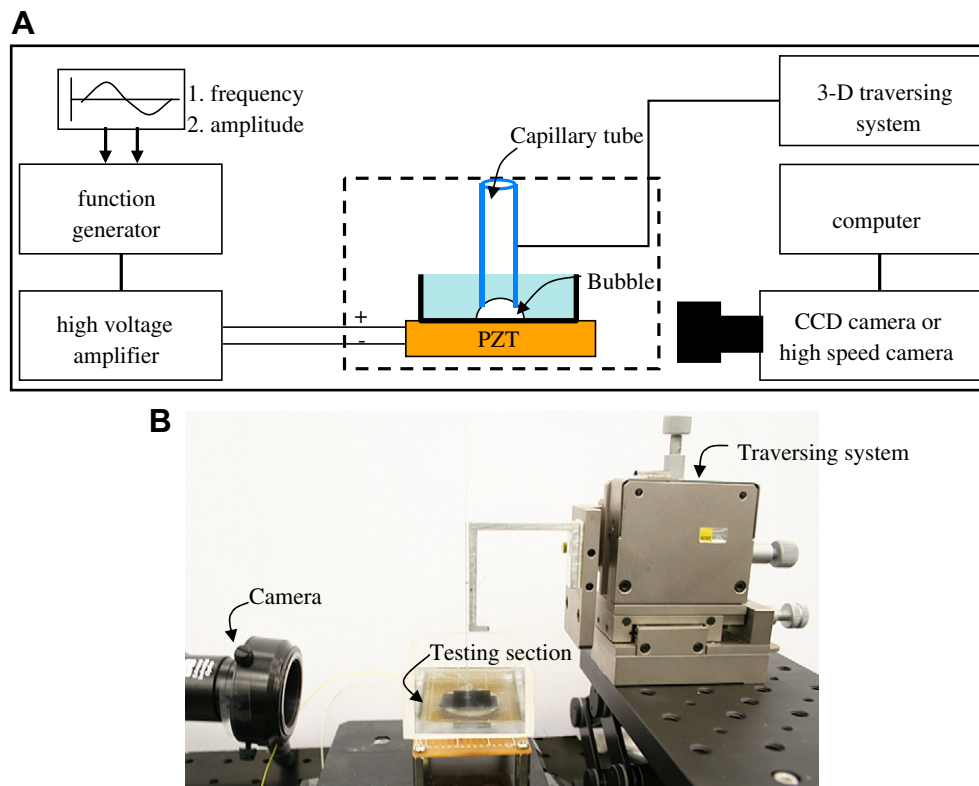 A
1. frequency
2. amplitude
3-D traversing
system
Capillary tube
function
generator
computer
Bubble
+
-
high voltage
amplifier
PZT
CCD camera or
high speed camera
B
Traversing system
Camera
Testing section